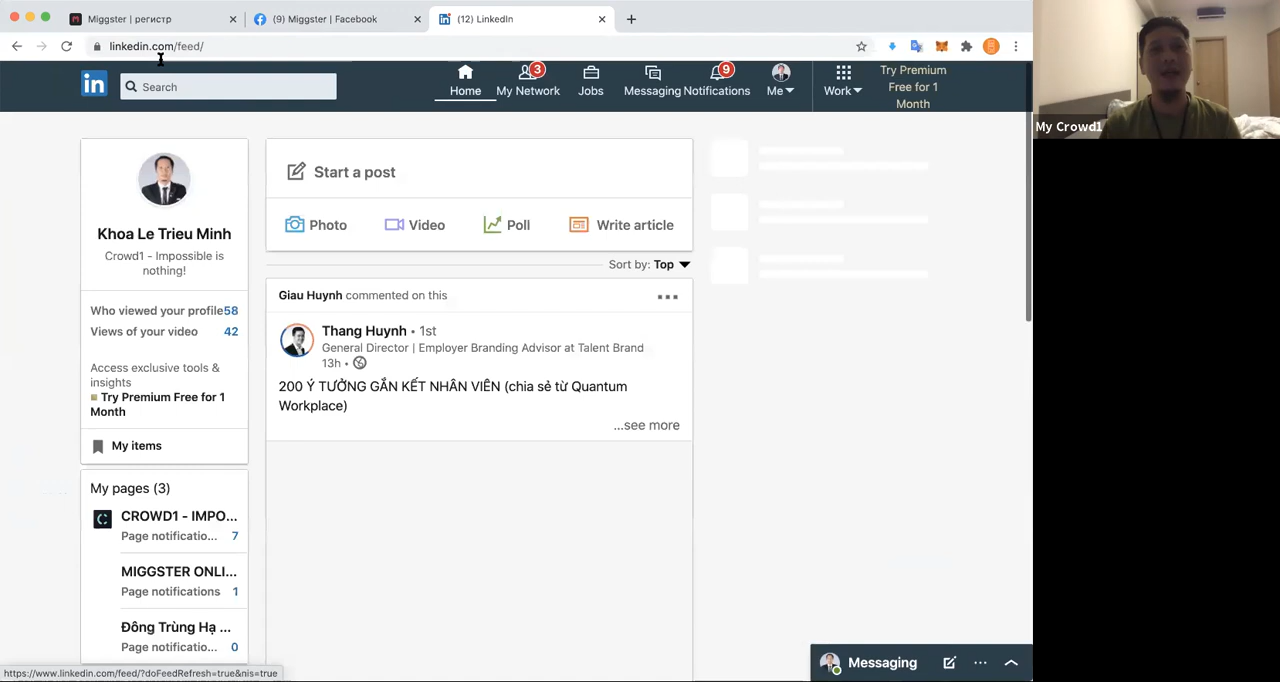 Miggster | регистр
(9) Miggster | Facebook
(12) LinkedIn
linkedin.com/feed/
Search
Home
3
My Network
Jobs
Messaging
9
Notifications
Me
Work
Try Premium
Free for 1
Month
My Crowd1
Khoa Le Trieu Minh
Crowd1 - Impossible is
nothing!
Who viewed your profile 58
Views of your video 42
Access exclusive tools &
insights
Try Premium Free for 1
Month
My items
My pages (3)
CROWD1 - IMPO...
Page notificatio... 7
MIGGSTER ONLI...
Page notifications 1
Đông Trùng Hạ ...
Page notificatio... 0
Start a post
Photo
Video
Poll
Write article
Sort by: Top
Giau Huynh commented on this
Thang Huynh • 1st
General Director | Employer Branding Advisor at Talent Brand
13h •
200 Ý TƯỞNG GẮN KẾT NHÂN VIÊN (chia sẻ từ Quantum
Workplace)
...see more
Messaging
https://www.linkedin.com/feed/?doFeedRefresh=true&nis=true